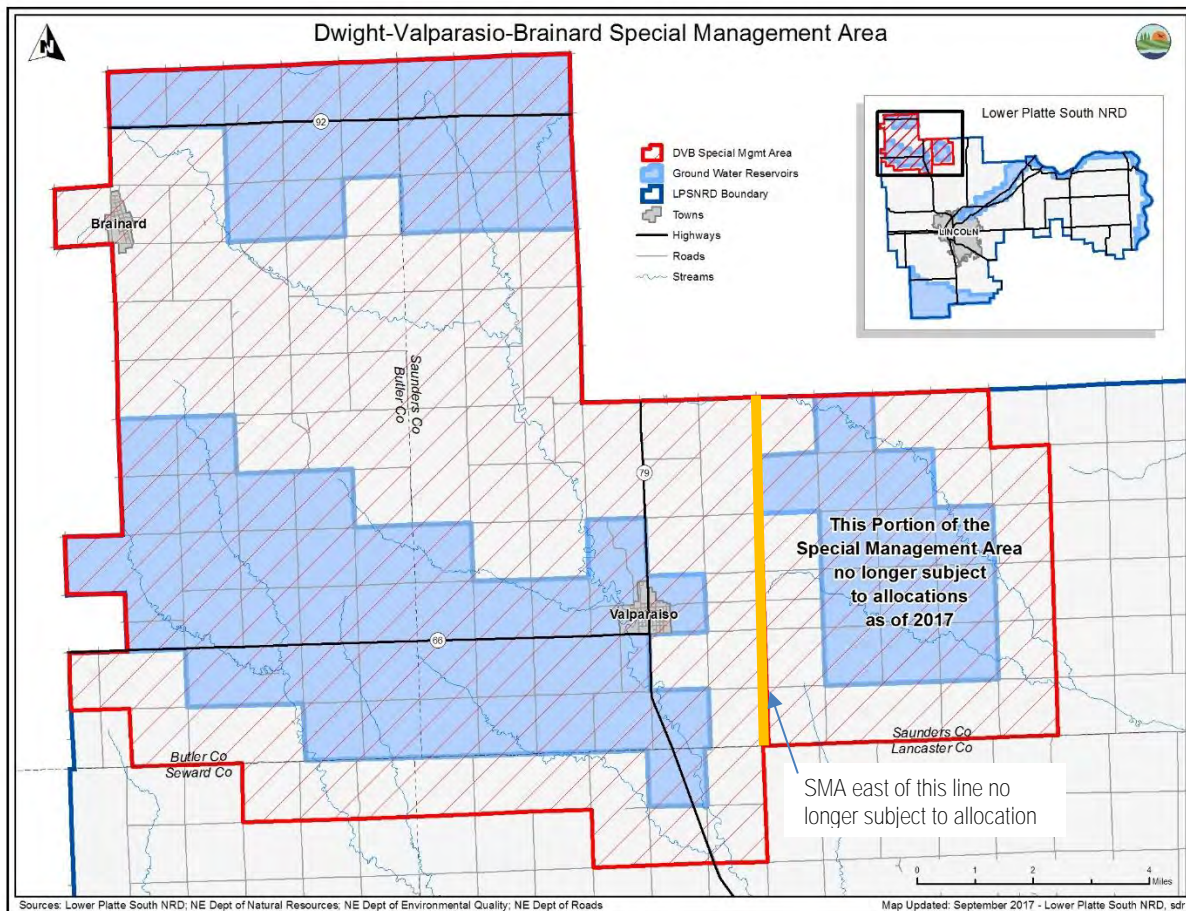 N
Dwight-Valparasio-Brainard Special Management Area
92
DVB Special Mgmt Area
Ground Water Reservoirs
LPSNRD Boundary
Towns
Highways
Roads
Streams
Lower Platte South NRD
LINCOLN
Brainard
Saunders Co
Butler Co
79
This Portion of the
Special Management Area
no longer subject
to allocations
as of 2017
Valparaiso
66
Butler Co
Seward Co
Saunders Co
Lancaster Co
SMA east of this line no
longer subject to allocation
0 1 2 4
Miles
Sources: Lower Platte South NRD; NE Dept of Natural Resources; NE Dept of Environmental Quality; NE Dept of Roads
Map Updated: September 2017 - Lower Platte South NRD, sdr